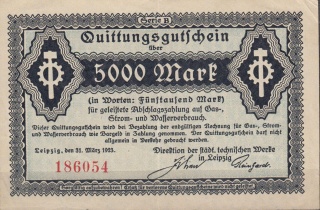 Serie B
Quittungsgutschein
über
5000 Mark
(in Worten: Fünftausend Mark)
für geleistete Abschlagszahlung auf Gas-,
Strom- und Wasserverbrauch.
Dieser Quittungsgutschein wird bei Bezahlung der endgültigen Rechnung für Gas-, Strom-
und Wasserverbrauch wie Bargeld in Zahlung genommen. Der Quittungsgutschein darf nicht
allgemein in Verkehr gebracht werden.
Leipzig, den 31. März 1923.
Direktion der städt. technischen Werke
in Leipzig
186054